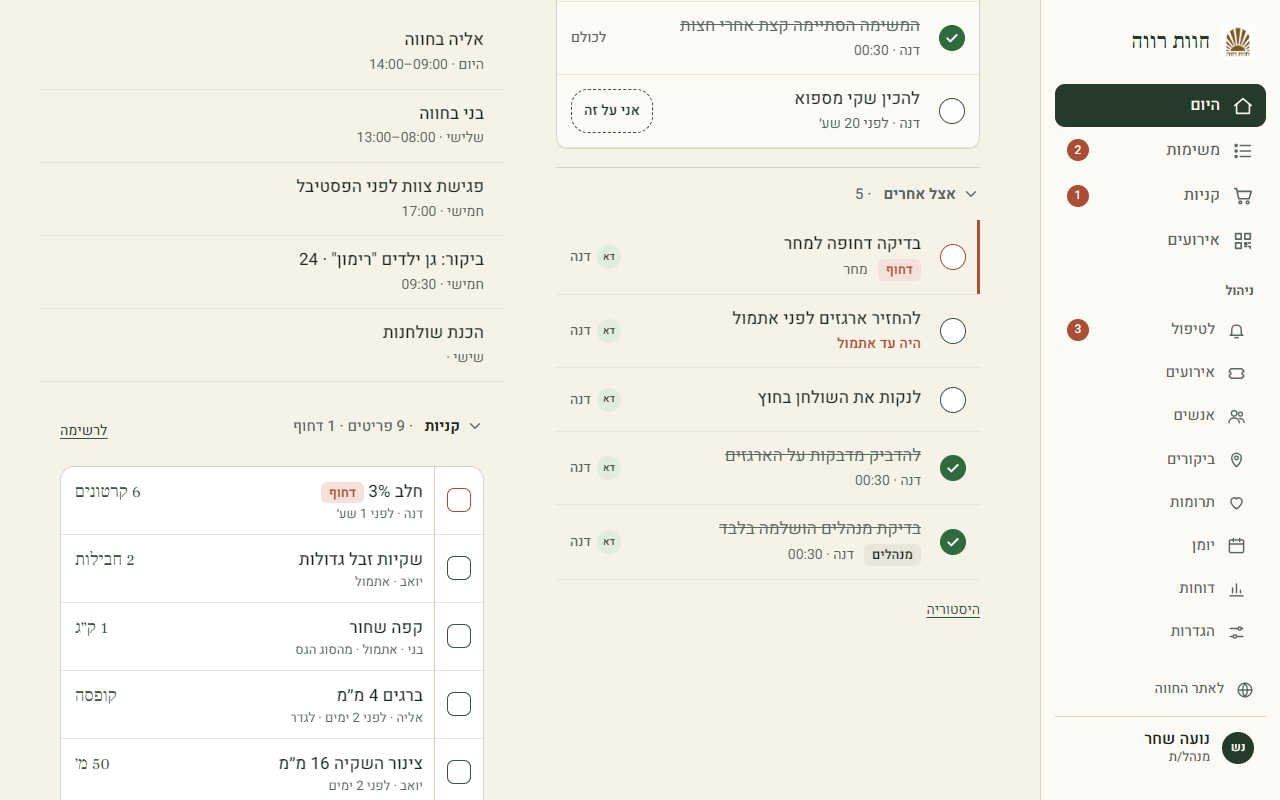 חוות רווה
היום
משימות 2
קניות 1
אירועים
ניהול
לטיפול 3
אירועים
אנשים
ביקורים
תרומות
יומן
דוחות
הגדרות
לאתר החווה
נש
נועה שחר
מנהל/ת
המשימה הסתיימה קצת אחרי חצות
דנה · 00:30
לכולם
להכין שקי מספוא
דנה · לפני 20 שע׳
אני על זה
אצל אחרים · 5
בדיקה דחופה למחר
דחוף מחר
דא דנה
להחזיר ארגזים לפני אתמול
היה עד אתמול
דא דנה
לנקות את השולחן בחוץ
דא דנה
להדביק מדבקות על הארגזים
דנה · 00:30
דא דנה
בדיקת מנהלים הושלמה בלבד
מנהלים דנה · 00:30
דא דנה
היסטוריה
אליה בחווה
היום · 09:00–14:00
בני בחווה
שלישי · 08:00–13:00
פגישת צוות לפני הפסטיבל
חמישי · 17:00
ביקור: גן ילדים "רימון" · 24
חמישי · 09:30
הכנת שולחנות
שישי ·
קניות · 9 פריטים · 1 דחוף
לרשימה
חלב 3% דחוף
דנה · לפני 1 שע׳
6 קרטונים
שקיות זבל גדולות
יואב · אתמול
2 חבילות
קפה שחור
בני · אתמול · מהסוג הגס
1 ק״ג
ברגים 4 מ״מ
אליה · לפני 2 ימים · לגדר
קופסה
צינור השקיה 16 מ״מ
יואב · לפני 2 ימים
50 מ׳